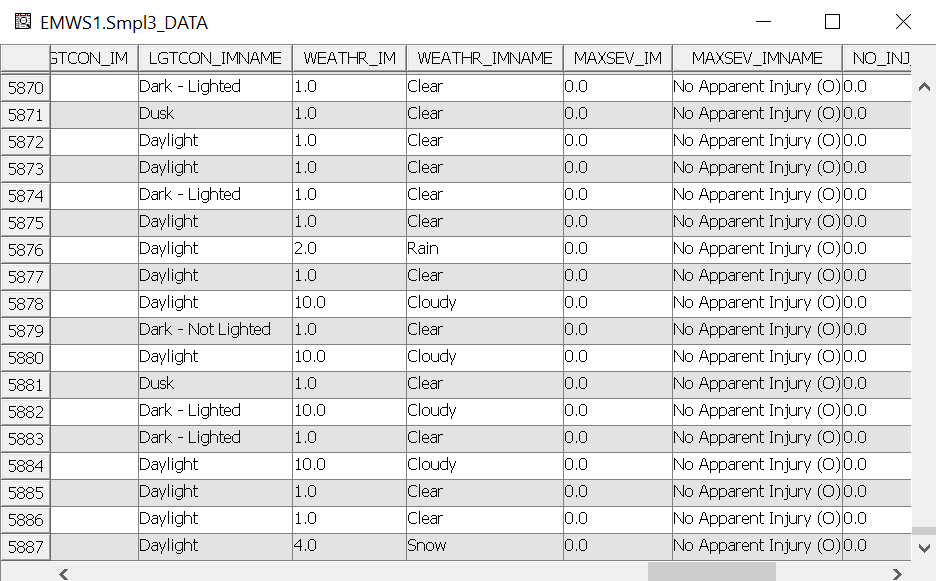 EMWS1.Smpl3_DATA
GTCON_IM LGTCON_IMNAME WEATHR_IM WEATHR_IMNAME MAXSEV_IM MAXSEV_IMNAME NO_INJ_
5870 Dark - Lighted 1.0 Clear 0.0 No Apparent Injury (O) 0.0
5871 Dusk 1.0 Clear 0.0 No Apparent Injury (O) 0.0
5872 Daylight 1.0 Clear 0.0 No Apparent Injury (O) 0.0
5873 Daylight 1.0 Clear 0.0 No Apparent Injury (O) 0.0
5874 Dark - Lighted 1.0 Clear 0.0 No Apparent Injury (O) 0.0
5875 Daylight 1.0 Clear 0.0 No Apparent Injury (O) 0.0
5876 Daylight 2.0 Rain 0.0 No Apparent Injury (O) 0.0
5877 Daylight 1.0 Clear 0.0 No Apparent Injury (O) 0.0
5878 Daylight 10.0 Cloudy 0.0 No Apparent Injury (O) 0.0
5879 Dark - Not Lighted 1.0 Clear 0.0 No Apparent Injury (O) 0.0
5880 Daylight 10.0 Cloudy 0.0 No Apparent Injury (O) 0.0
5881 Dusk 1.0 Clear 0.0 No Apparent Injury (O) 0.0
5882 Dark - Lighted 10.0 Cloudy 0.0 No Apparent Injury (O) 0.0
5883 Dark - Lighted 1.0 Clear 0.0 No Apparent Injury (O) 0.0
5884 Daylight 10.0 Cloudy 0.0 No Apparent Injury (O) 0.0
5885 Daylight 1.0 Clear 0.0 No Apparent Injury (O) 0.0
5886 Daylight 1.0 Clear 0.0 No Apparent Injury (O) 0.0
5887 Daylight 4.0 Snow 0.0 No Apparent Injury (O) 0.0